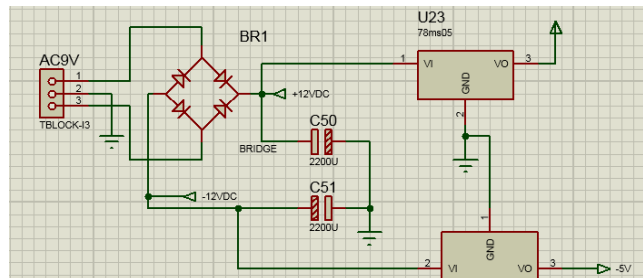 U23
78ms05
BR1
AC9V
1
2
3
TBLOCK-I3
+12VDC
BRIDGE
C50
2200U
-12VDC
C51
2200U
1
VI
VO
3
GND
2
1
GND
2
VI
VO
3
-5V